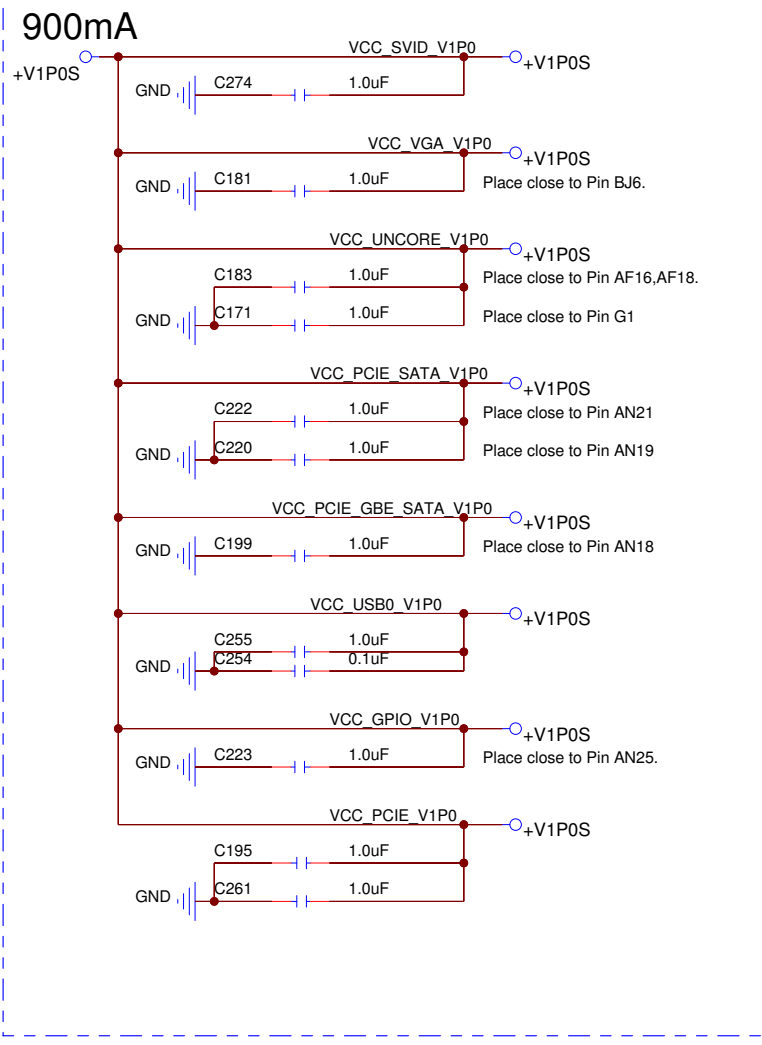 900mA
VCC_SVID_V1P0
+V1P0S
+V1P0S
GND C274 1.0uF
VCC_VGA_V1P0
+V1P0S
GND C181 1.0uF Place close to Pin BJ6.
VCC_UNCORE_V1P0
+V1P0S
C183 1.0uF Place close to Pin AF16,AF18.
GND C171 1.0uF Place close to Pin G1
VCC_PCIE_SATA_V1P0
+V1P0S
C222 1.0uF Place close to Pin AN21
GND C220 1.0uF Place close to Pin AN19
VCC_PCIE_GBE_SATA_V1P0
+V1P0S
GND C199 1.0uF Place close to Pin AN18
VCC_USB0_V1P0
+V1P0S
C255 1.0uF
GND C254 0.1uF
VCC_GPIO_V1P0
+V1P0S
GND C223 1.0uF Place close to Pin AN25.
VCC_PCIE_V1P0
+V1P0S
C195 1.0uF
GND C261 1.0uF